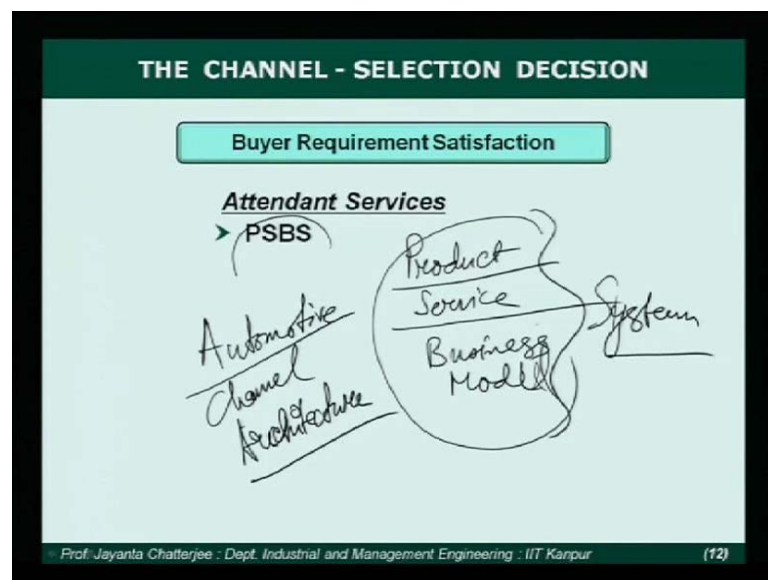 THE CHANNEL - SELECTION DECISION
Buyer Requirement Satisfaction
Attendant Services
➤ PSBS
Product
Service
Business
Model
System
Automotive
Channel
Architecture
Prof. Jayanta Chatterjee : Dept. Industrial and Management Engineering : IIT Kanpur (12)